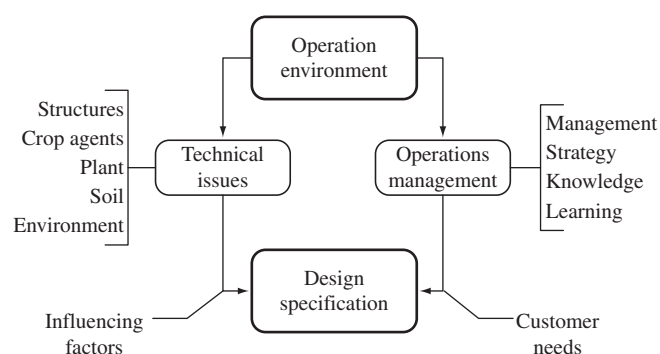 Operation
environment
Structures
Crop agents
Plant
Soil
Environment
Technical
issues
Operations
management
Management
Strategy
Knowledge
Learning
Design
specification
Influencing
factors
Customer
needs